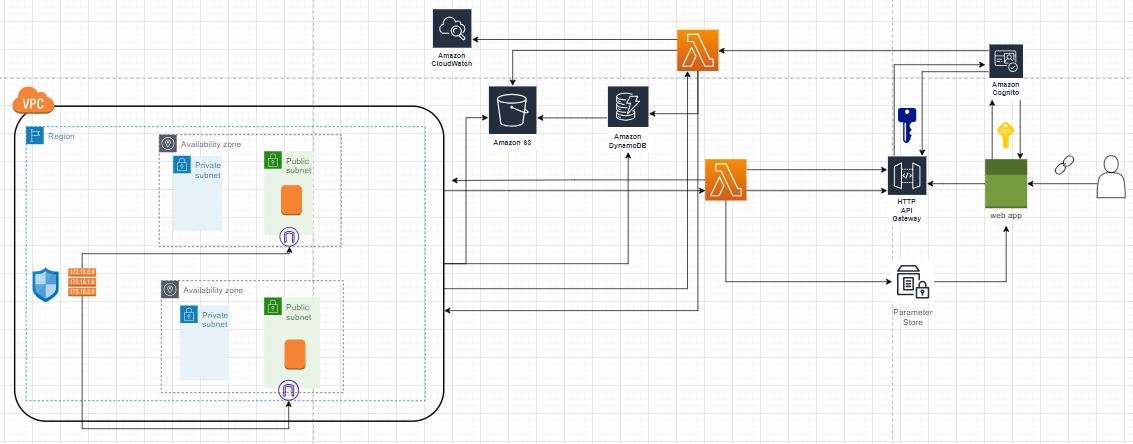 Amazon
CloudWatch
Amazon
Cognito
VPC
Amazon S3
Amazon
DynamoDB
Region
Availability zone
Private
subnet
Public
subnet
HTTP
API
Gateway
web app
172.16.0.0
172.16.1.0
172.16.2.0
Availability zone
Private
subnet
Public
subnet
Parameter
Store